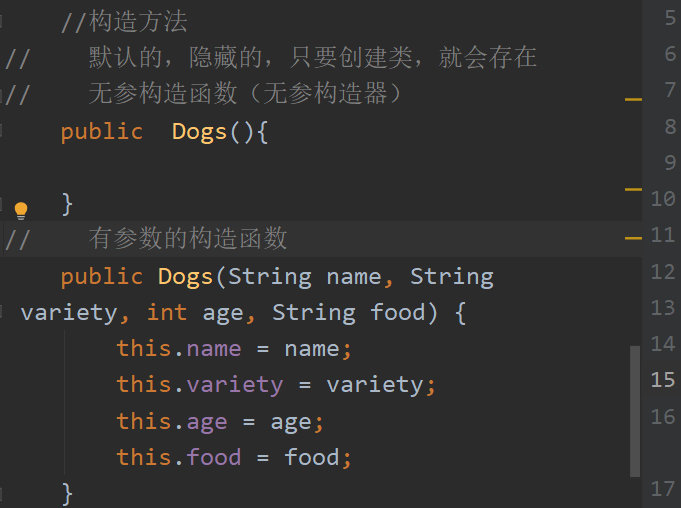 //构造方法 5
// 默认的，隐藏的，只要创建类，就会存在 6
// 无参构造函数（无参构造器） 7
public  Dogs(){ 8
9
} 10
// 有参数的构造函数 11
public Dogs(String name, String 12
variety, int age, String food) { 13
this.name = name; 14
this.variety = variety; 15
this.age = age; 16
this.food = food;
} 17